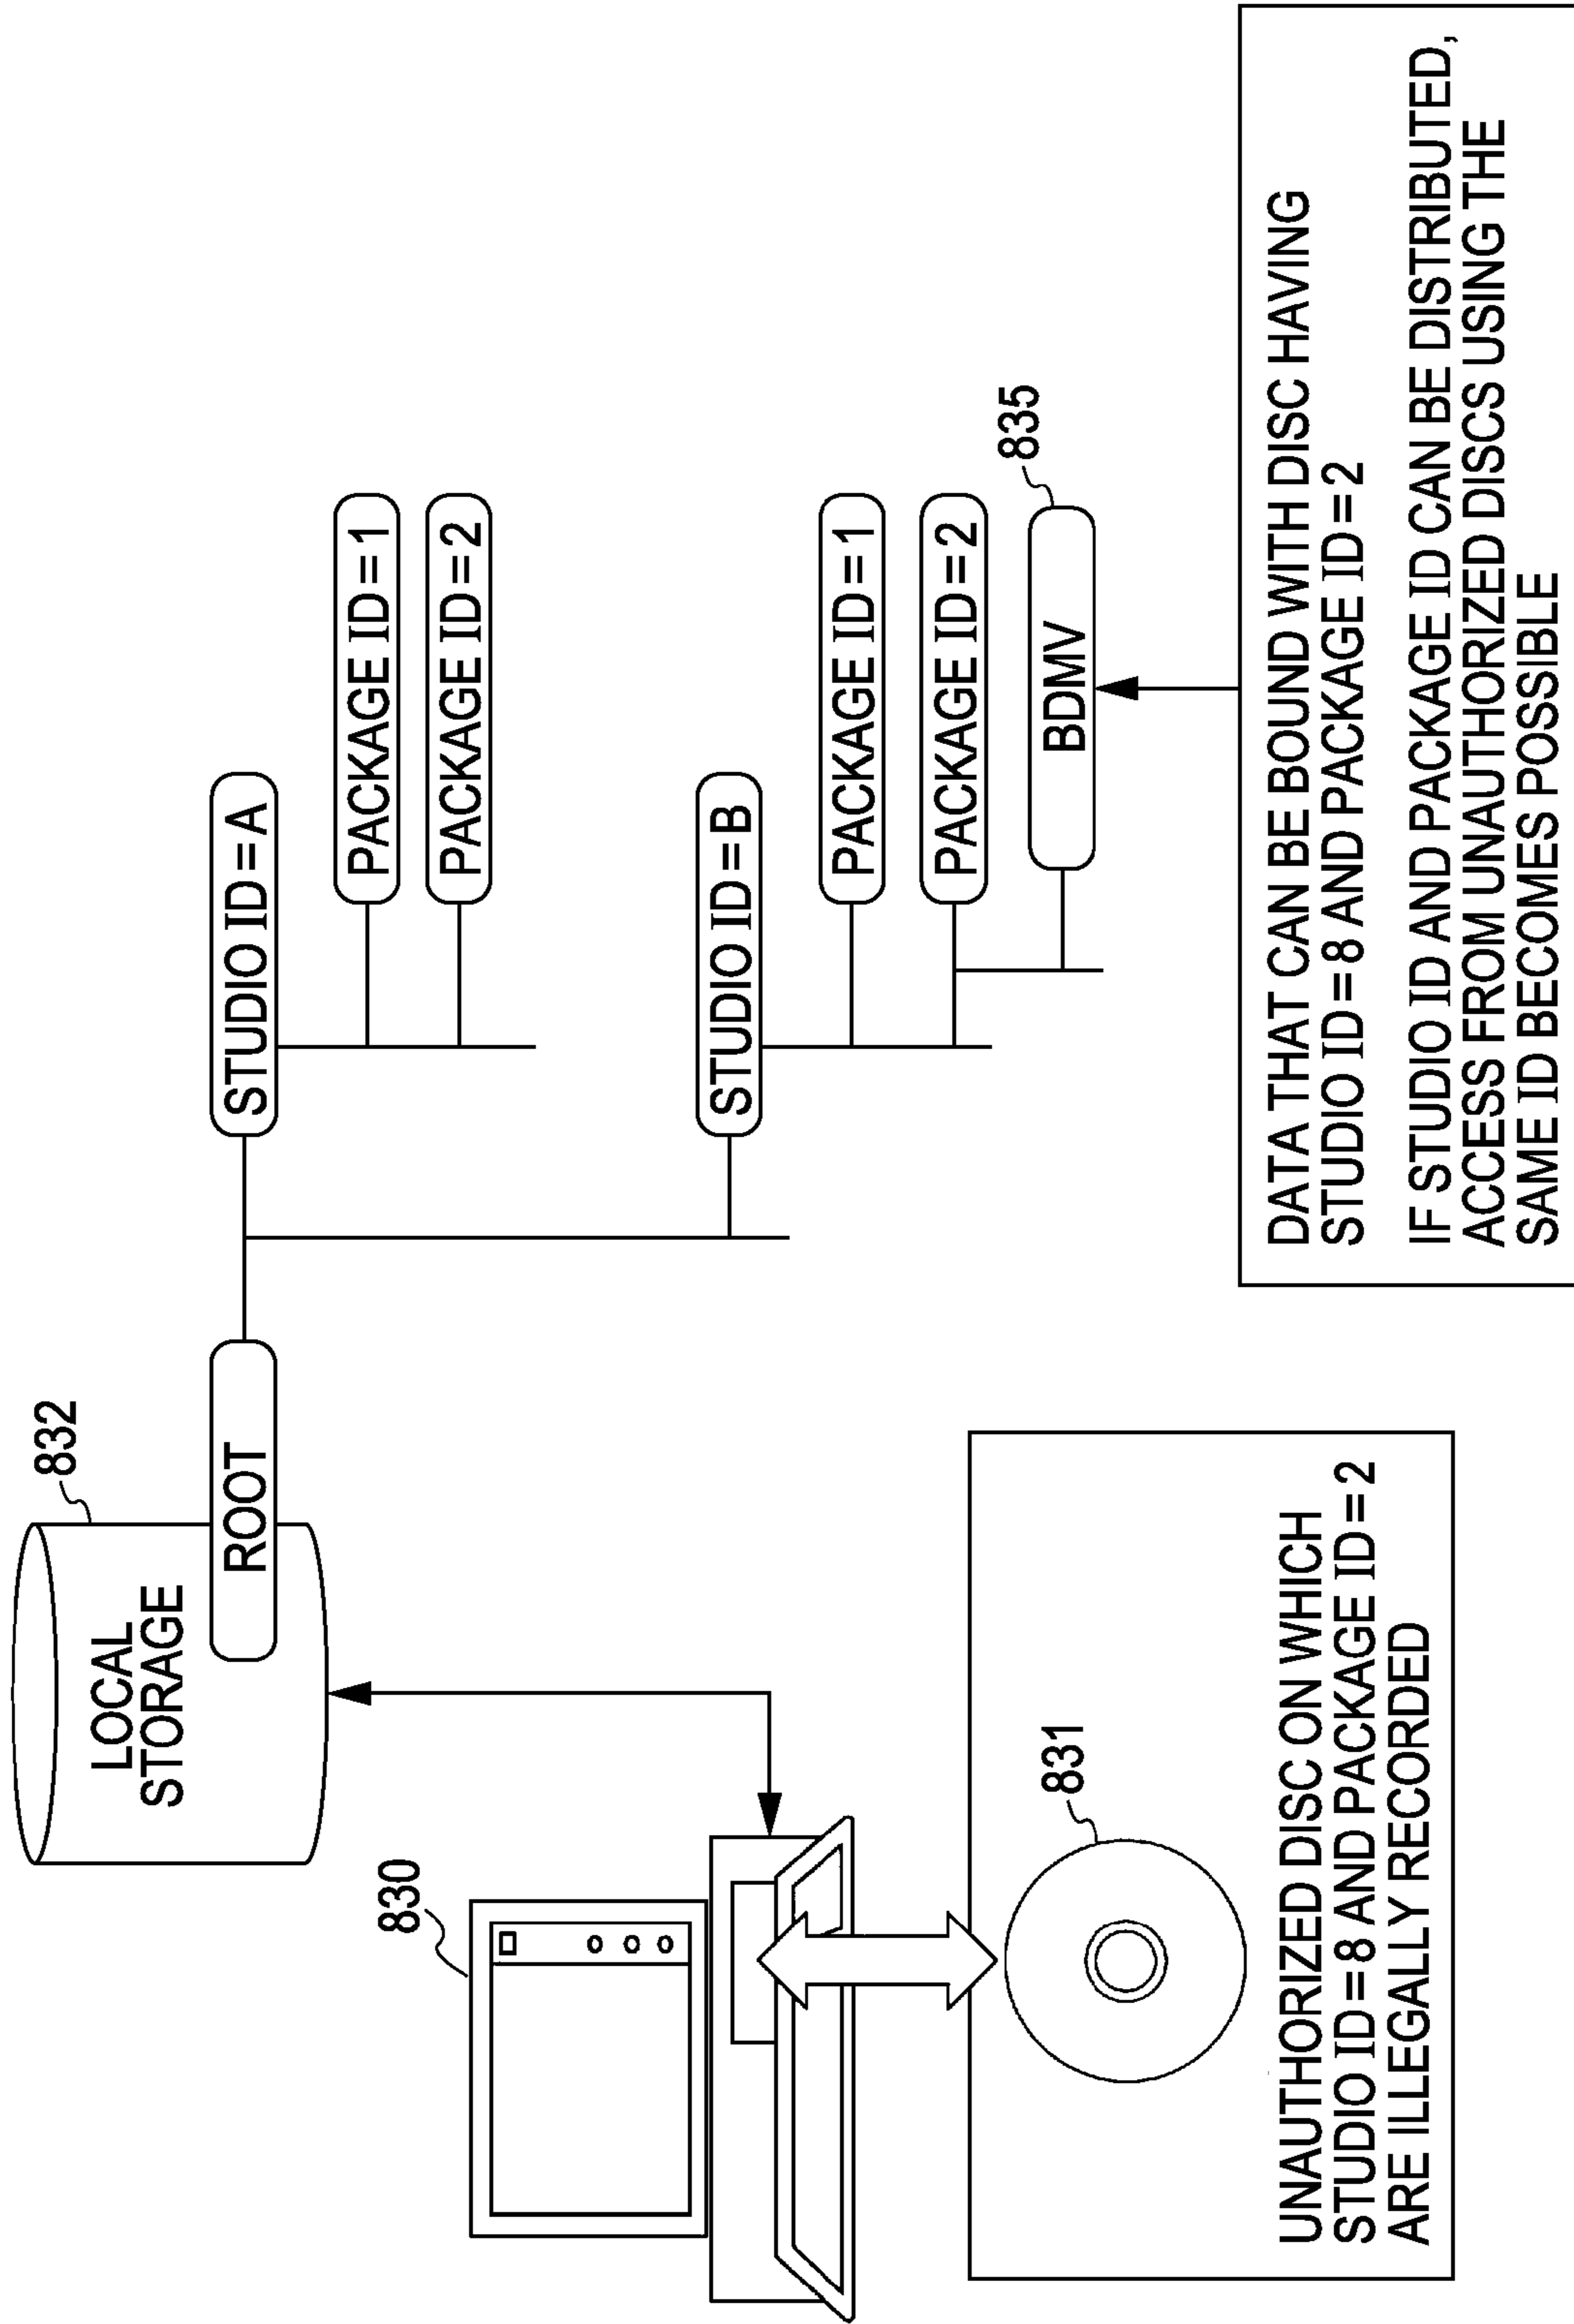 832
LOCAL
STORAGE
ROOT
STUDIO ID=A
PACKAGE ID=1
PACKAGE ID=2
STUDIO ID=B
PACKAGE ID=1
PACKAGE ID=2
BDMV
835
830
831
UNAUTHORIZED DISC ON WHICH
STUDIO ID=8 AND PACKAGE ID=2
ARE ILLEGALLY RECORDED
DATA THAT CAN BE BOUND WITH DISC HAVING
STUDIO ID=8 AND PACKAGE ID=2
IF STUDIO ID AND PACKAGE ID CAN BE DISTRIBUTED,
ACCESS FROM UNAUTHORIZED DISCS USING THE
SAME ID BECOMES POSSIBLE